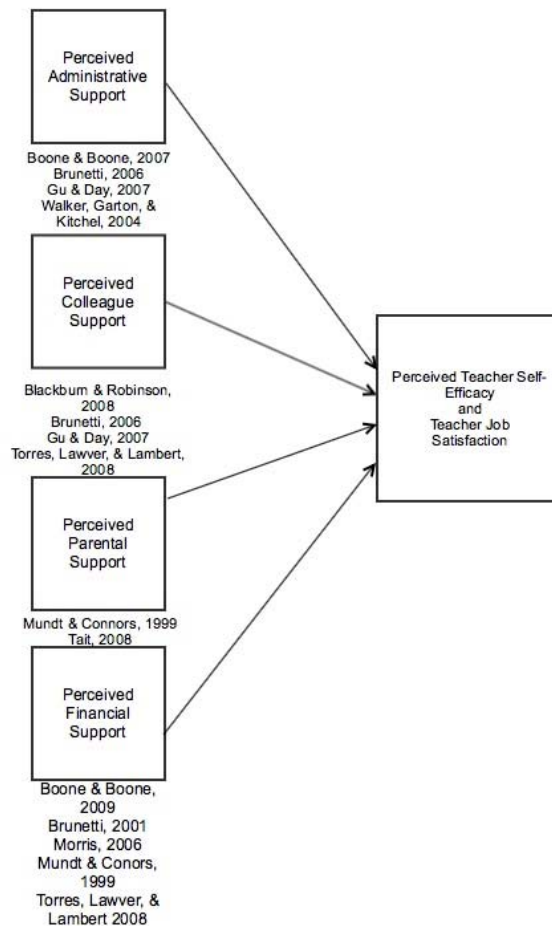 Perceived
Administrative
Support
Boone & Boone, 2007
Brunetti, 2006
Gu & Day, 2007
Walker, Garton, &
Kitchel, 2004
Perceived
Colleague
Support
Blackburn & Robinson,
2008
Brunetti, 2006
Gu & Day, 2007
Torres, Lawver, & Lambert,
2008
Perceived
Parental
Support
Mundt & Connors, 1999
Tait, 2008
Perceived
Financial
Support
Boone & Boone,
2009
Brunetti, 2001
Morris, 2006
Mundt & Conors,
1999
Torres, Lawver, &
Lambert 2008
Perceived Teacher Self-
Efficacy
and
Teacher Job
Satisfaction